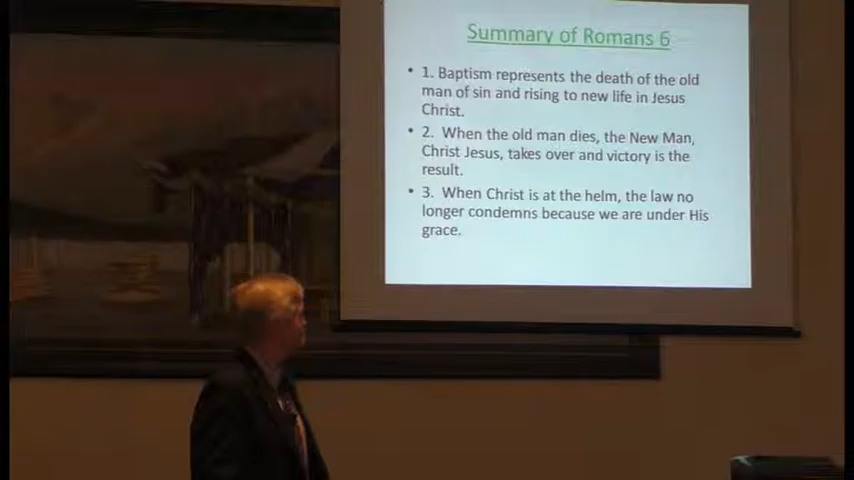 Summary of Romans 6
• 1. Baptism represents the death of the old
man of sin and rising to new life in Jesus
Christ.
• 2. When the old man dies, the New Man,
Christ Jesus, takes over and victory is the
result.
• 3. When Christ is at the helm, the law no
longer condemns because we are under His
grace.